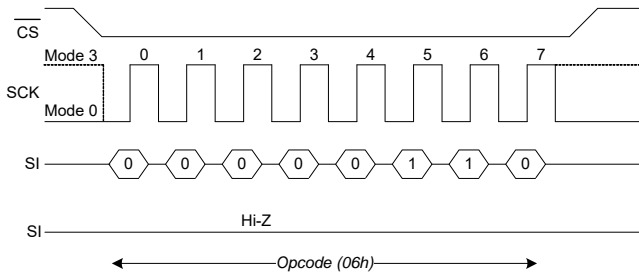 CS
Mode 3 0 1 2 3 4 5 6 7
SCK
Mode 0
SI 0 0 0 0 0 1 1 0
Hi-Z
SI
Opcode (06h)